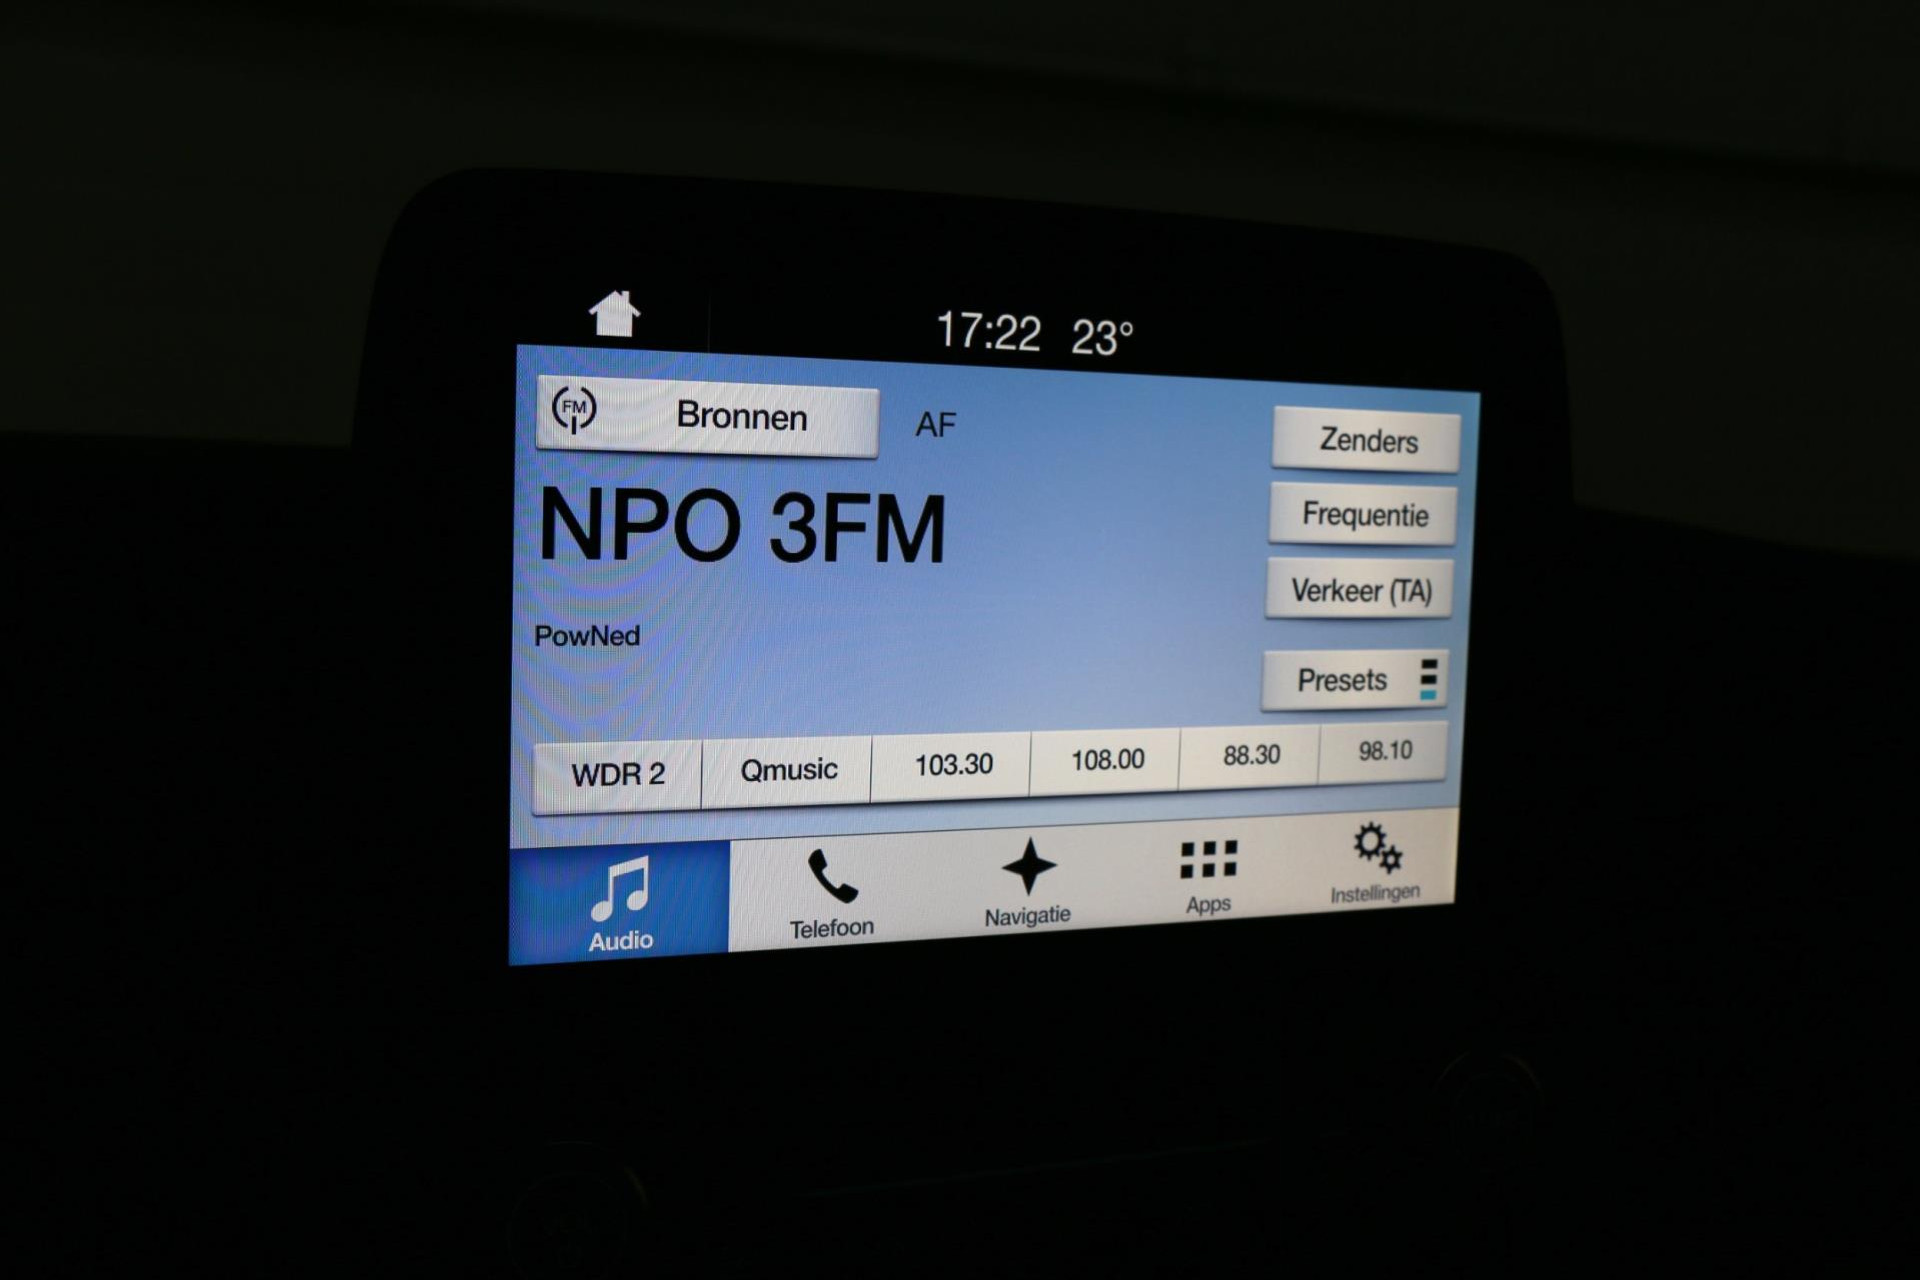 17:22 23°
FM Bronnen AF Zenders
NPO 3FM
Frequentie
Verkeer (TA)
PowNed
Presets
WDR 2 Qmusic 103.30 108.00 88.30 98.10
Audio Telefoon Navigatie Apps Instellingen